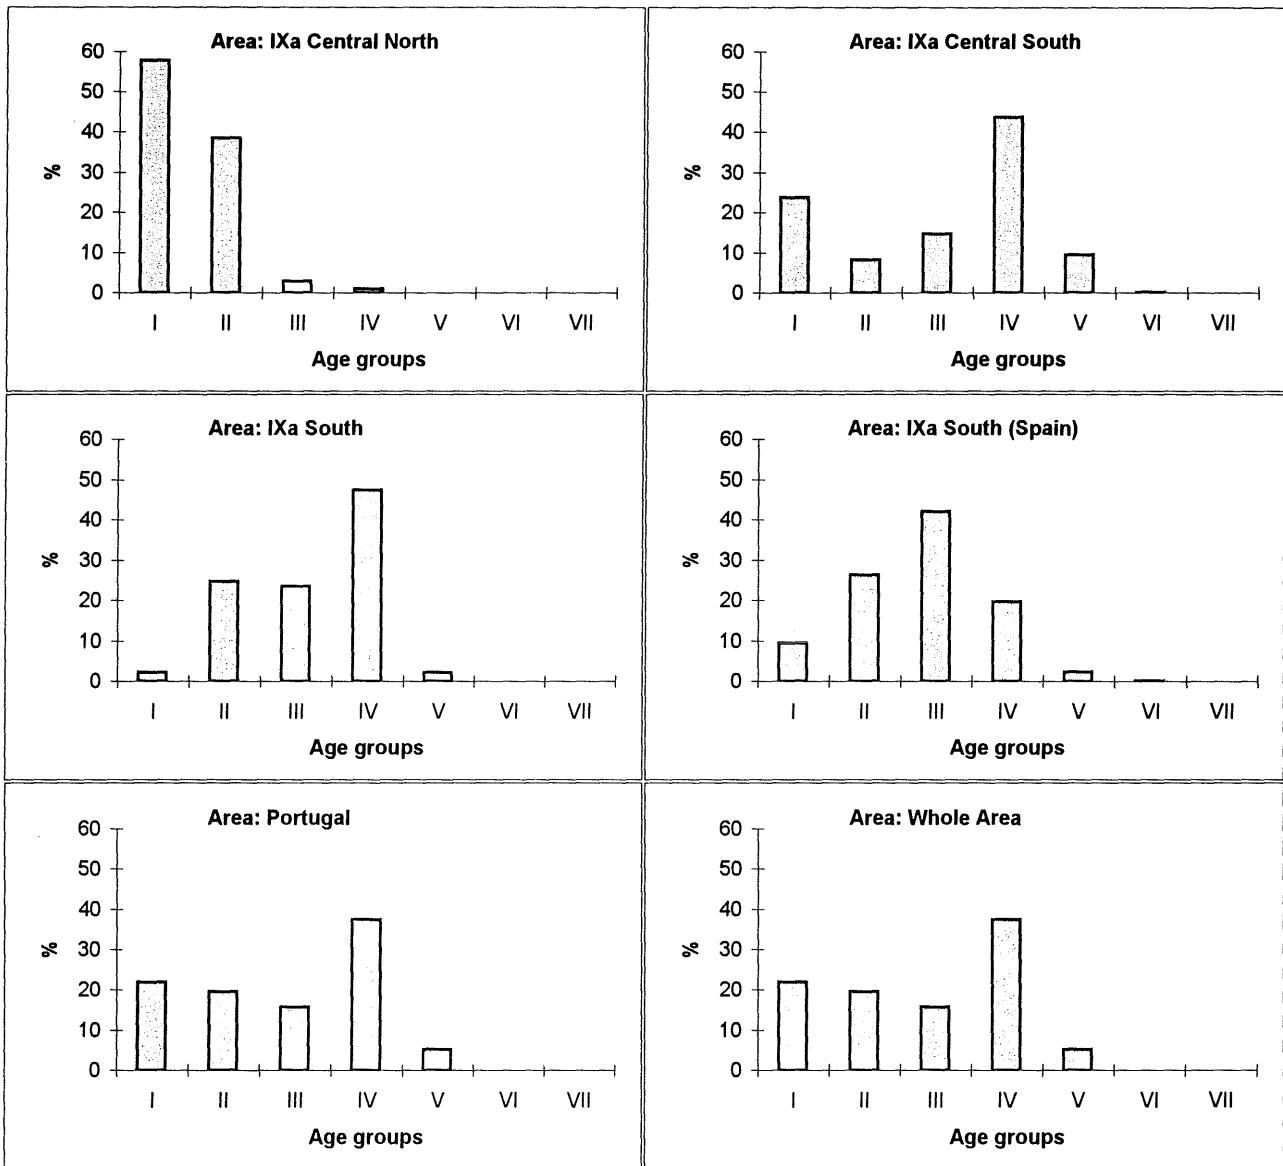 Area: IXa Central North
60
50
40
30
20
10
0
%
I II III IV V VI VII
Age groups
Area: IXa Central South
60
50
40
30
20
10
0
%
I II III IV V VI VII
Age groups
Area: IXa South
60
50
40
30
20
10
0
%
I II III IV V VI VII
Age groups
Area: IXa South (Spain)
60
50
40
30
20
10
0
%
I II III IV V VI VII
Age groups
Area: Portugal
60
50
40
30
20
10
0
%
I II III IV V VI VII
Age groups
Area: Whole Area
60
50
40
30
20
10
0
%
I II III IV V VI VII
Age groups